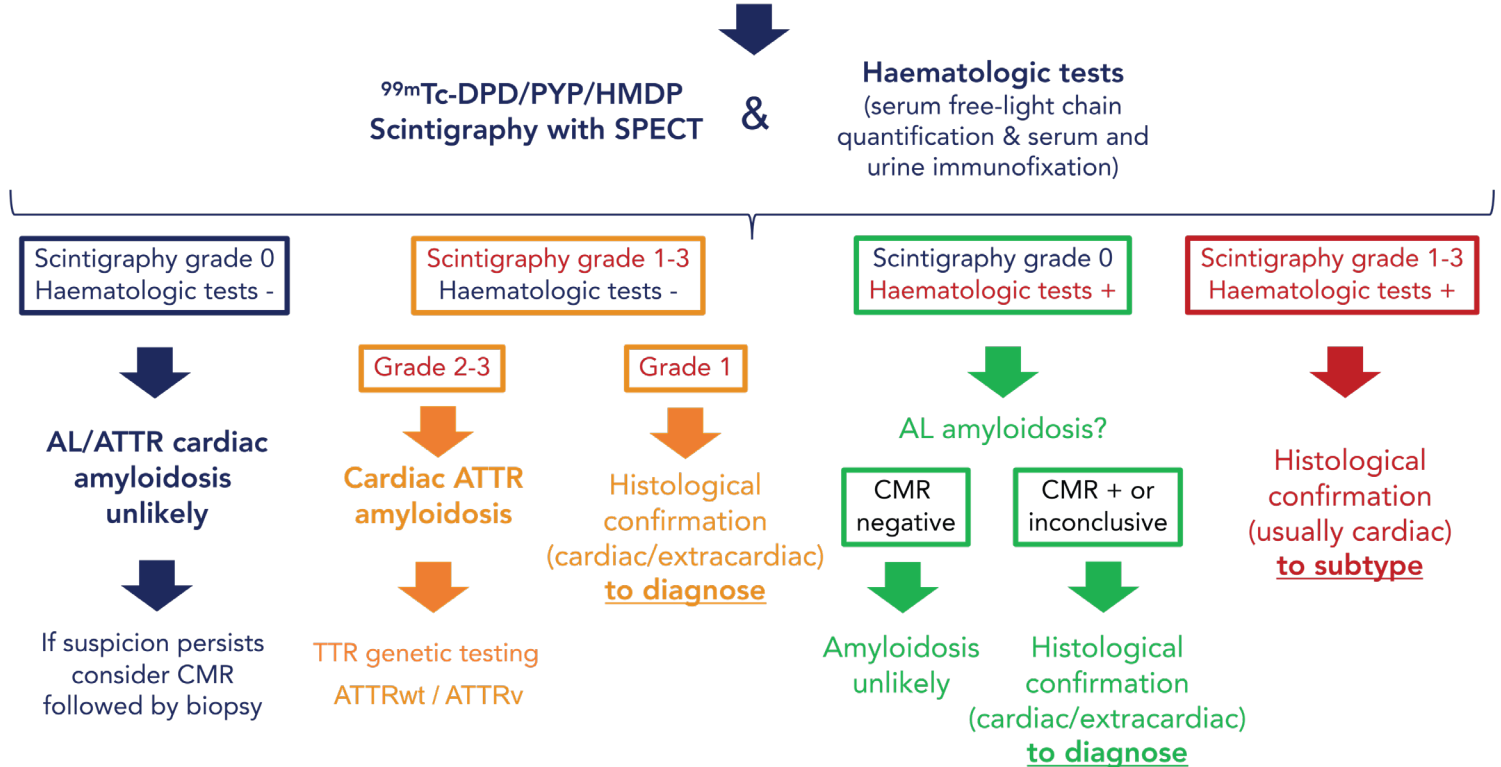 99mTc-DPD/PYP/HMDP
Scintigraphy with SPECT
&
Haematologic tests
(serum free-light chain
quantification & serum and
urine immunofixation)
Scintigraphy grade 0
Haematologic tests -
Scintigraphy grade 1-3
Haematologic tests -
Scintigraphy grade 0
Haematologic tests +
Scintigraphy grade 1-3
Haematologic tests +
AL/ATTR cardiac
amyloidosis
unlikely
If suspicion persists
consider CMR
followed by biopsy
Grade 2-3
Cardiac ATTR
amyloidosis
TTR genetic testing
ATTRwt / ATTRv
Grade 1
Histological
confirmation
(cardiac/extracardiac)
to diagnose
AL amyloidosis?
CMR
negative
Amyloidosis
unlikely
CMR + or
inconclusive
Histological
confirmation
(cardiac/extracardiac)
to diagnose
Histological
confirmation
(usually cardiac)
to subtype